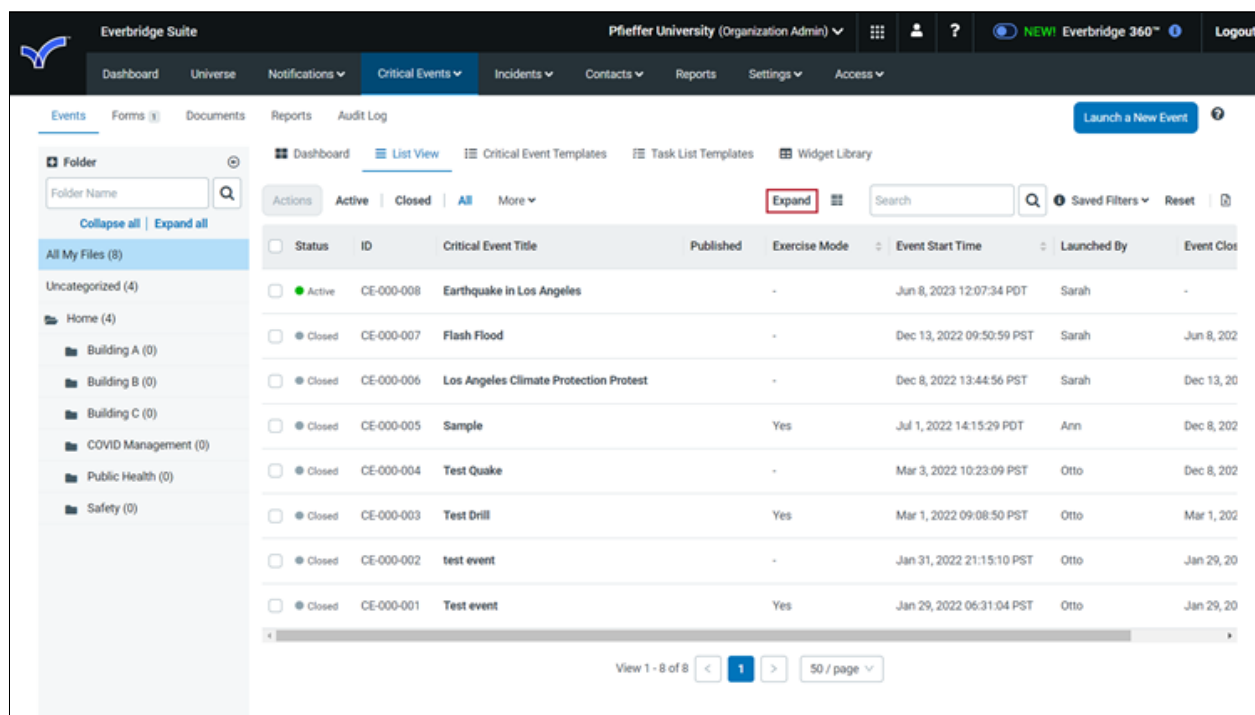 Everbridge Suite
Pfieffer University (Organization Admin)
?
NEW! Everbridge 360™
Logout
Dashboard Universe Notifications Critical Events Incidents Contacts Reports Settings Access
Events Forms 1 Documents Reports Audit Log
Launch a New Event
Folder
Dashboard List View Critical Event Templates Task List Templates Widget Library
Folder Name
Actions Active | Closed | All More Expand Search Saved Filters Reset
Collapse all | Expand all
Status ID Critical Event Title Published Exercise Mode Event Start Time Launched By Event Clos
All My Files (8)
Uncategorized (4)
Home (4)
Building A (0)
Building B (0)
Building C (0)
COVID Management (0)
Public Health (0)
Safety (0)
Active CE-000-008 Earthquake in Los Angeles - Jun 8, 2023 12:07:34 PDT Sarah -
Closed CE-000-007 Flash Flood - Dec 13, 2022 09:50:59 PST Sarah Jun 8, 202
Closed CE-000-006 Los Angeles Climate Protection Protest - Dec 8, 2022 13:44:56 PST Sarah Dec 13, 20
Closed CE-000-005 Sample Yes Jul 1, 2022 14:15:29 PDT Ann Dec 8, 202
Closed CE-000-004 Test Quake - Mar 3, 2022 10:23:09 PST Otto Dec 8, 202
Closed CE-000-003 Test Drill Yes Mar 1, 2022 09:08:50 PST Otto Mar 1, 202
Closed CE-000-002 test event - Jan 31, 2022 21:15:10 PST Otto Jan 29, 20
Closed CE-000-001 Test event Yes Jan 29, 2022 06:31:04 PST Otto Jan 29, 20
View 1 - 8 of 8 < 1 > 50 / page